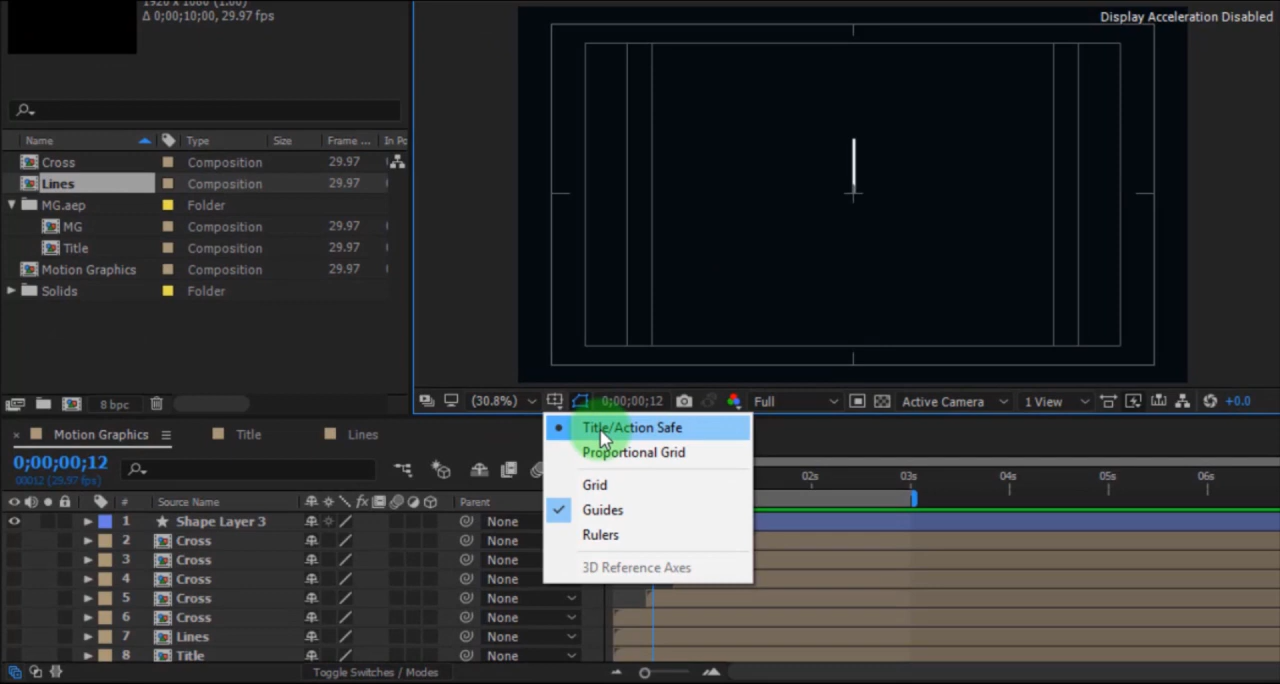 1920 x 1080 (1.00)
Δ 0;00;10;00, 29.97 fps
Display Acceleration Disabled
Name Type Size Frame ... In Po
Cross Composition 29.97
Lines Composition 29.97
MG.aep Folder
MG Composition 29.97
Title Composition 29.97
Motion Graphics Composition 29.97
Solids Folder
8 bpc
(30.8%) 0;00;00;12 Full Active Camera 1 View +0.0
Title/Action Safe
Proportional Grid
Grid
Guides
Rulers
3D Reference Axes
Motion Graphics Title Lines
0;00;00;12
00012 (29.97 fps)
02s 03s 04s 05s 06s
# Source Name fx Parent
1 Shape Layer 3 None
2 Cross None
3 Cross None
4 Cross None
5 Cross None
6 Cross None
7 Lines None
8 Title None
Toggle Switches / Modes